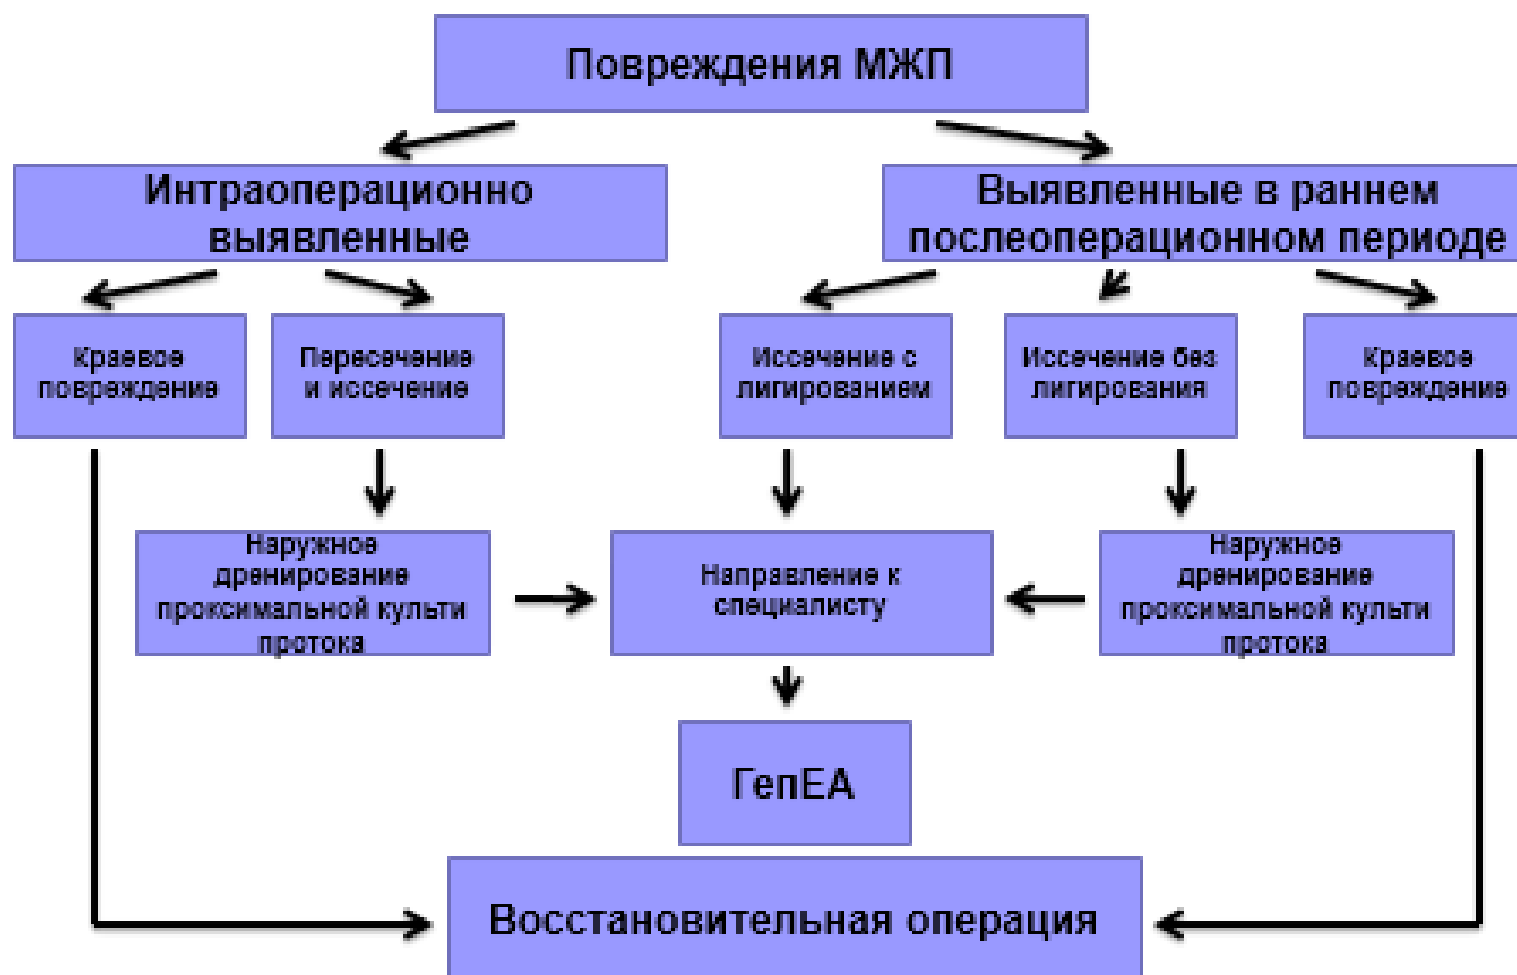 Повреждения МЖП
Интраоперационно
выявленные
Выявленные в раннем
послеоперационном периоде
Краевое
повреждение
Пересечение
и иссечение
Иссечение с
лигированием
Иссечение без
лигирования
Краевое
повреждение
Наружное
дренирование
проксимальной культи
протока
Направление к
специалисту
Наружное
дренирование
проксимальной культи
протока
ГепЕА
Восстановительная операция